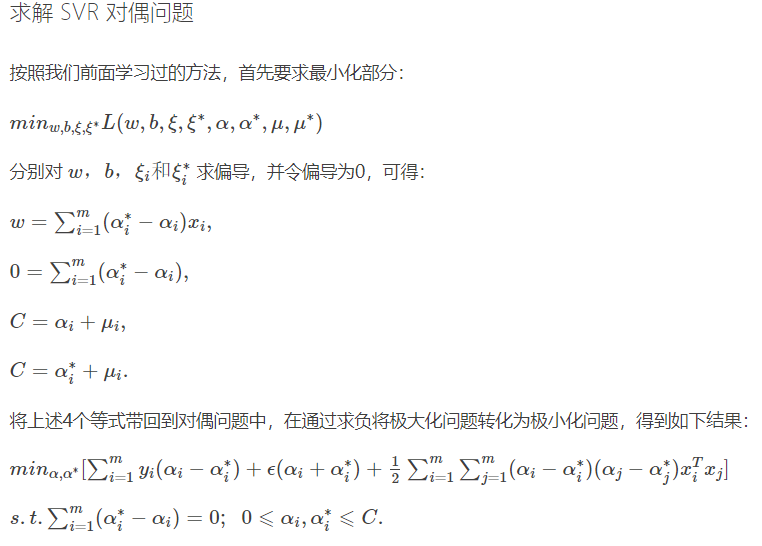 求解 SVR 对偶问题
按照我们前面学习过的方法，首先要求最小化部分：
$min_{w,b,\xi,\xi^*}L(w,b,\xi,\xi^*,\alpha,\alpha^*,\mu,\mu^*)$
分别对 $w$，$b$，$\xi_i$和$\xi_i^*$ 求偏导，并令偏导为0，可得：
$w=\sum_{i=1}^{m}(\alpha_i^*-\alpha_i)x_i,$
$0=\sum_{i=1}^{m}(\alpha_i^*-\alpha_i),$
$C=\alpha_i+\mu_i,$
$C=\alpha_i^*+\mu_i.$
将上述4个等式带回到对偶问题中，在通过求负将极大化问题转化为极小化问题，得到如下结果：
$min_{\alpha,\alpha^*}[\sum_{i=1}^{m}y_i(\alpha_i-\alpha_i^*)+\epsilon(\alpha_i+\alpha_i^*)+\frac{1}{2}\sum_{i=1}^{m}\sum_{j=1}^{m}(\alpha_i-\alpha_i^*)(\alpha_j-\alpha_j^*)x_i^Tx_j]$
$s.t.\sum_{i=1}^{m}(\alpha_i^*-\alpha_i)=0;\ 0\leqslant\alpha_i,\alpha_i^*\leqslant C.$